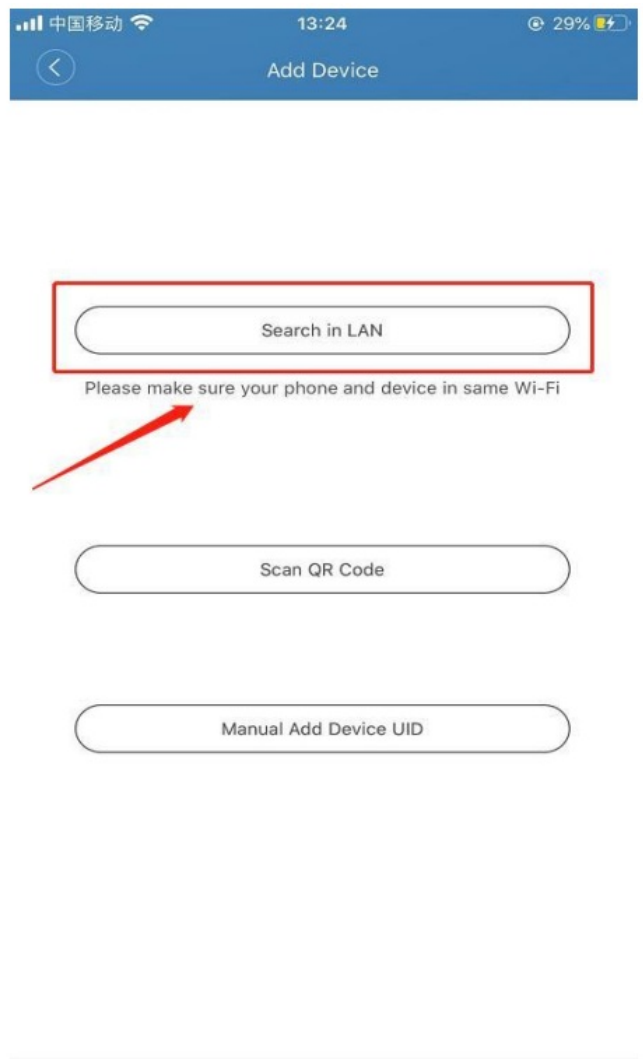 中国移动 13:24 29%
Add Device
Search in LAN
Please make sure your phone and device in same Wi-Fi
Scan QR Code
Manual Add Device UID